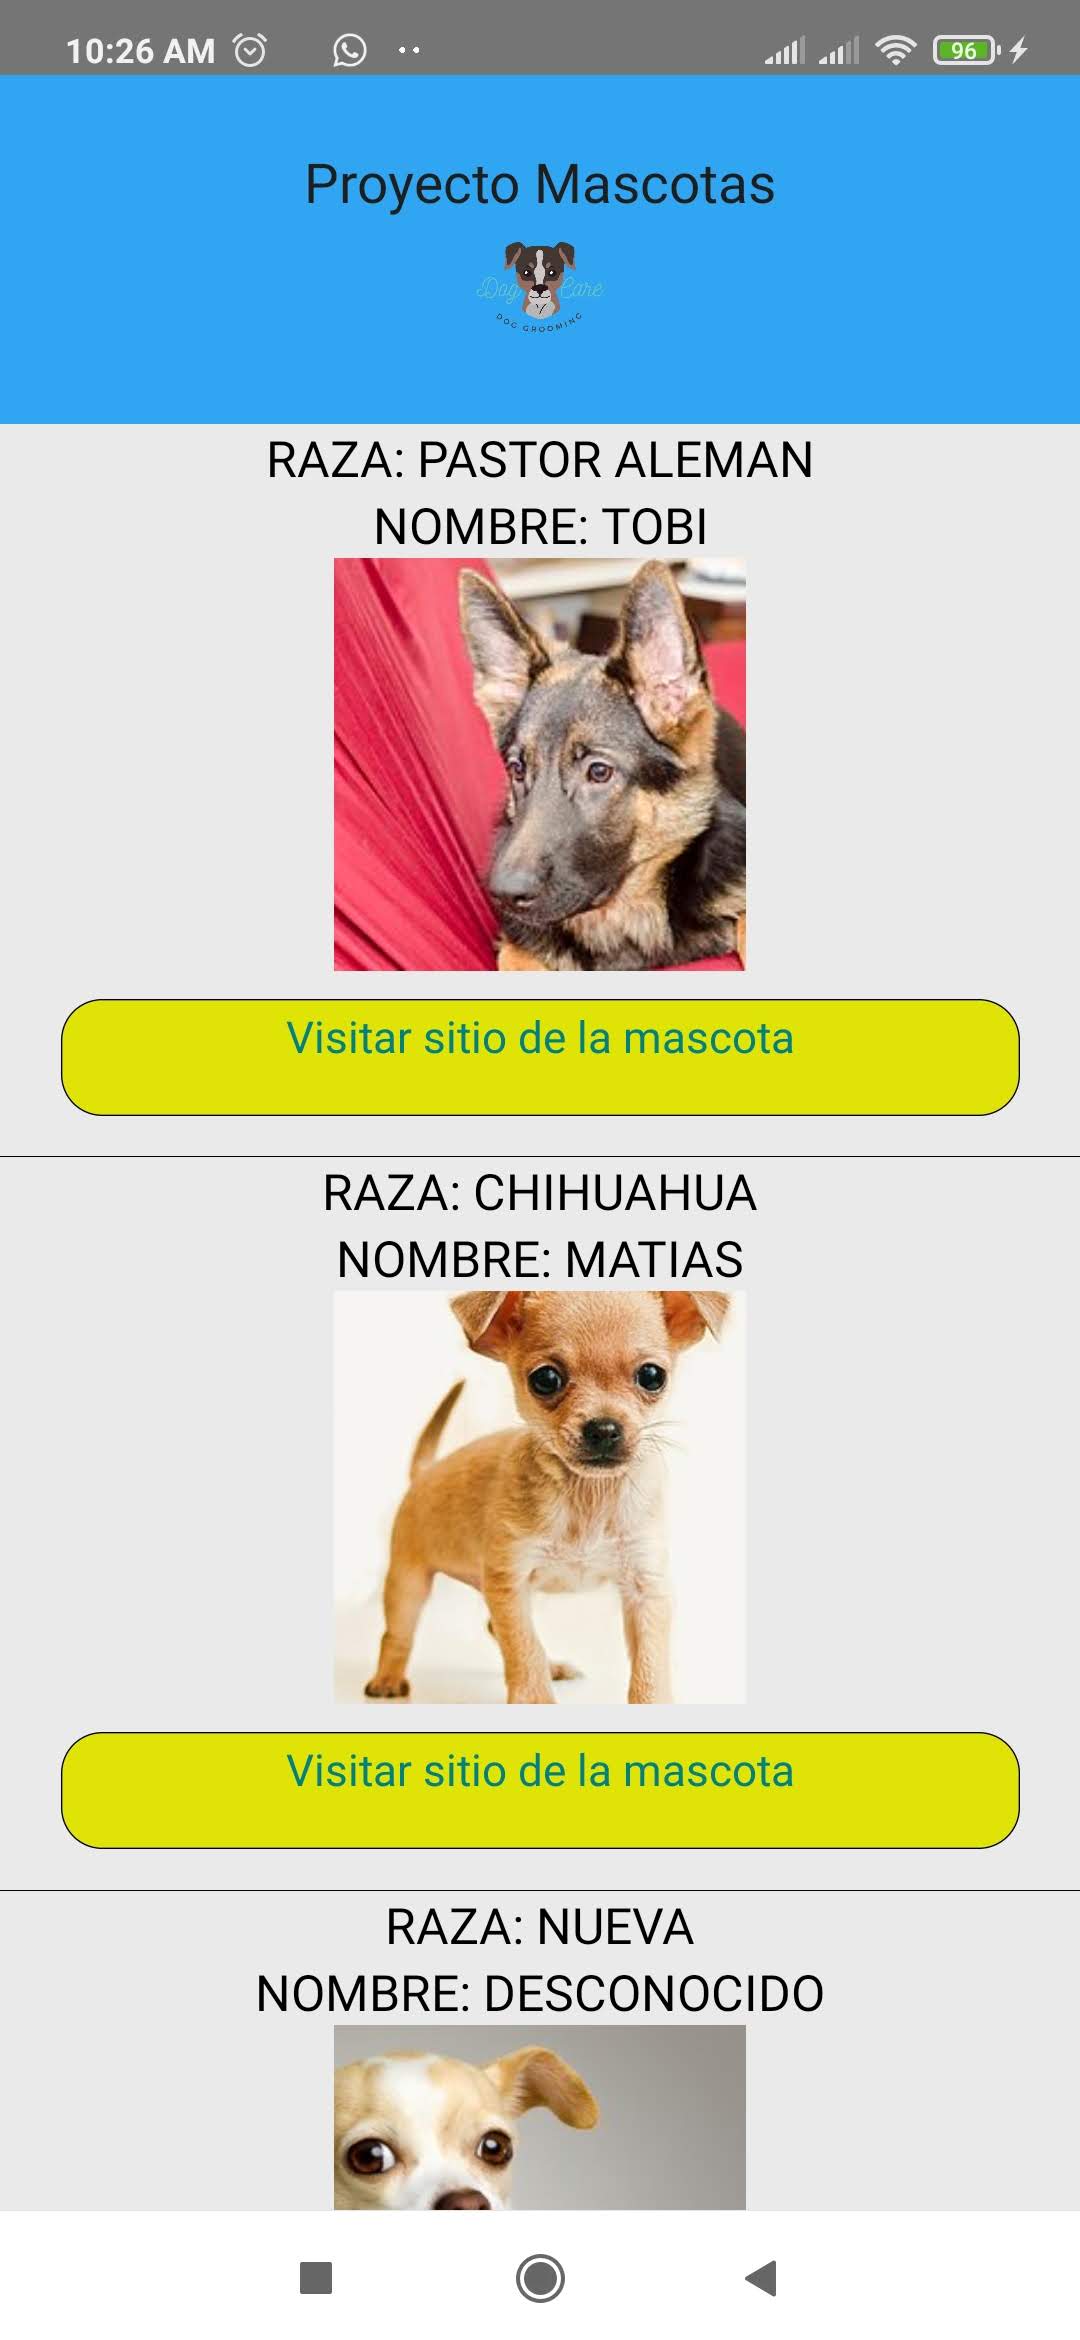 10:26 AM
96
Proyecto Mascotas
Dog Care
DOG GROOMING
RAZA: PASTOR ALEMAN
NOMBRE: TOBI
Visitar sitio de la mascota
RAZA: CHIHUAHUA
NOMBRE: MATIAS
Visitar sitio de la mascota
RAZA: NUEVA
NOMBRE: DESCONOCIDO